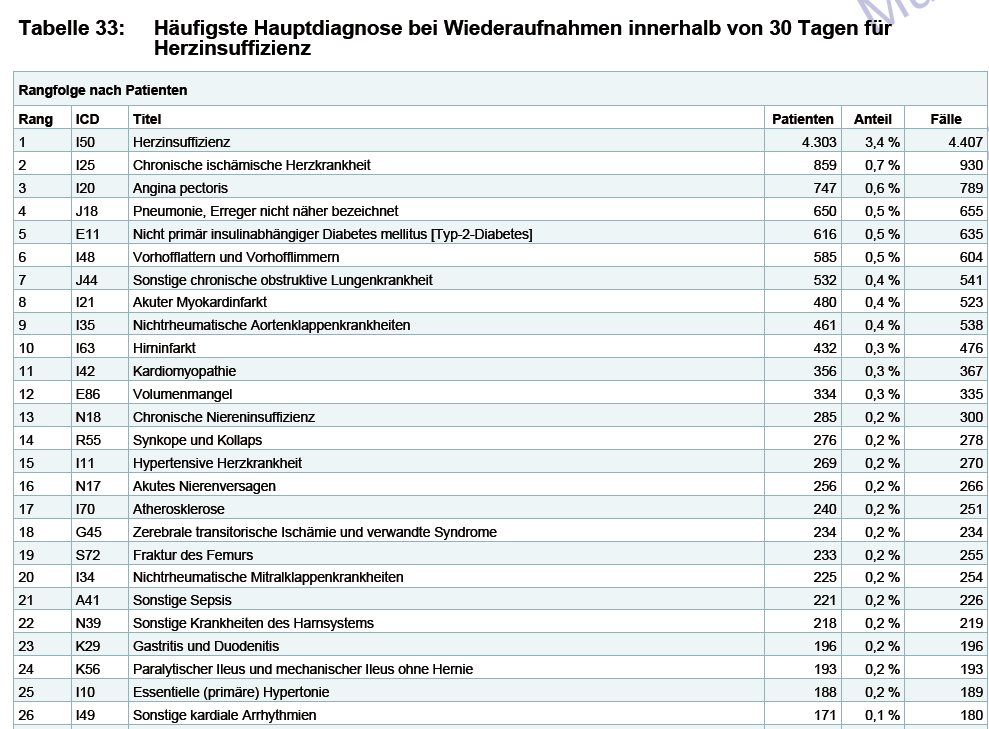 Mu
Tabelle 33: Häufigste Hauptdiagnose bei Wiederaufnahmen innerhalb von 30 Tagen für
Herzinsuffizienz
Rangfolge nach Patienten
Rang ICD Titel Patienten Anteil Fälle
1 I50 Herzinsuffizienz 4.303 3,4 % 4.407
2 I25 Chronische ischämische Herzkrankheit 859 0,7 % 930
3 I20 Angina pectoris 747 0,6 % 789
4 J18 Pneumonie, Erreger nicht näher bezeichnet 650 0,5 % 655
5 E11 Nicht primär insulinabhängiger Diabetes mellitus [Typ-2-Diabetes] 616 0,5 % 635
6 I48 Vorhofflattern und Vorhofflimmern 585 0,5 % 604
7 J44 Sonstige chronische obstruktive Lungenkrankheit 532 0,4 % 541
8 I21 Akuter Myokardinfarkt 480 0,4 % 523
9 I35 Nichtrheumatische Aortenklappenkrankheiten 461 0,4 % 538
10 I63 Hirninfarkt 432 0,3 % 476
11 I42 Kardiomyopathie 356 0,3 % 367
12 E86 Volumenmangel 334 0,3 % 335
13 N18 Chronische Niereninsuffizienz 285 0,2 % 300
14 R55 Synkope und Kollaps 276 0,2 % 278
15 I11 Hypertensive Herzkrankheit 269 0,2 % 270
16 N17 Akutes Nierenversagen 256 0,2 % 266
17 I70 Atherosklerose 240 0,2 % 251
18 G45 Zerebrale transitorische Ischämie und verwandte Syndrome 234 0,2 % 234
19 S72 Fraktur des Femurs 233 0,2 % 255
20 I34 Nichtrheumatische Mitralklappenkrankheiten 225 0,2 % 254
21 A41 Sonstige Sepsis 221 0,2 % 226
22 N39 Sonstige Krankheiten des Harnsystems 218 0,2 % 219
23 K29 Gastritis und Duodenitis 196 0,2 % 196
24 K56 Paralytischer Ileus und mechanischer Ileus ohne Hernie 193 0,2 % 193
25 I10 Essentielle (primäre) Hypertonie 188 0,2 % 189
26 I49 Sonstige kardiale Arrhythmien 171 0,1 % 180